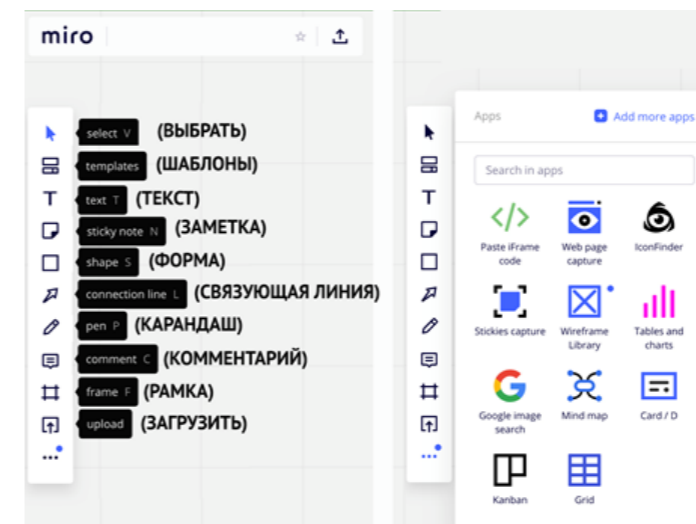 miro
select V (ВЫБРАТЬ)
templates (ШАБЛОНЫ)
text T (ТЕКСТ)
sticky note N (ЗАМЕТКА)
shape S (ФОРМА)
connection line L (СВЯЗУЮЩАЯ ЛИНИЯ)
pen P (КАРАНДАШ)
comment C (КОММЕНТАРИЙ)
frame F (РАМКА)
upload (ЗАГРУЗИТЬ)
Apps Add more apps
Search in apps
Paste iFrame code
Web page capture
IconFinder
Stickies capture
Wireframe Library
Tables and charts
Google image search
Mind map
Card / D
Kanban
Grid